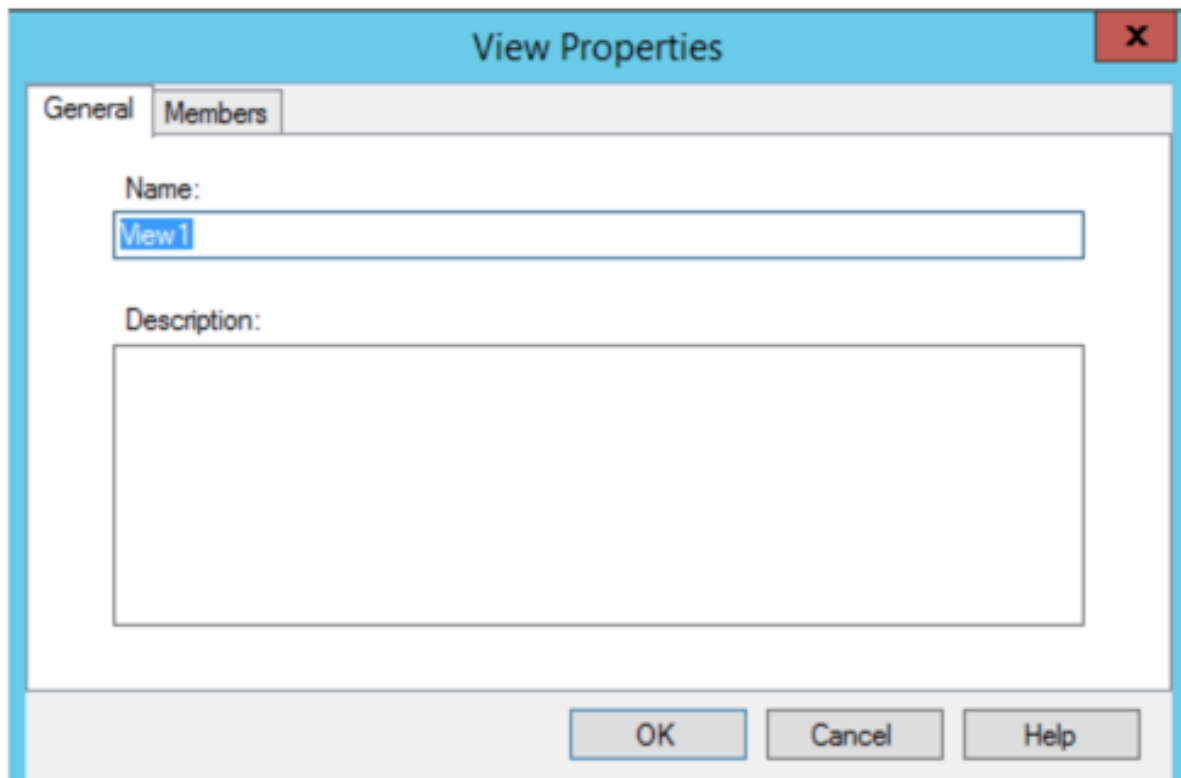 View Properties
x
General Members
Name:
View1
Description:
OK Cancel Help